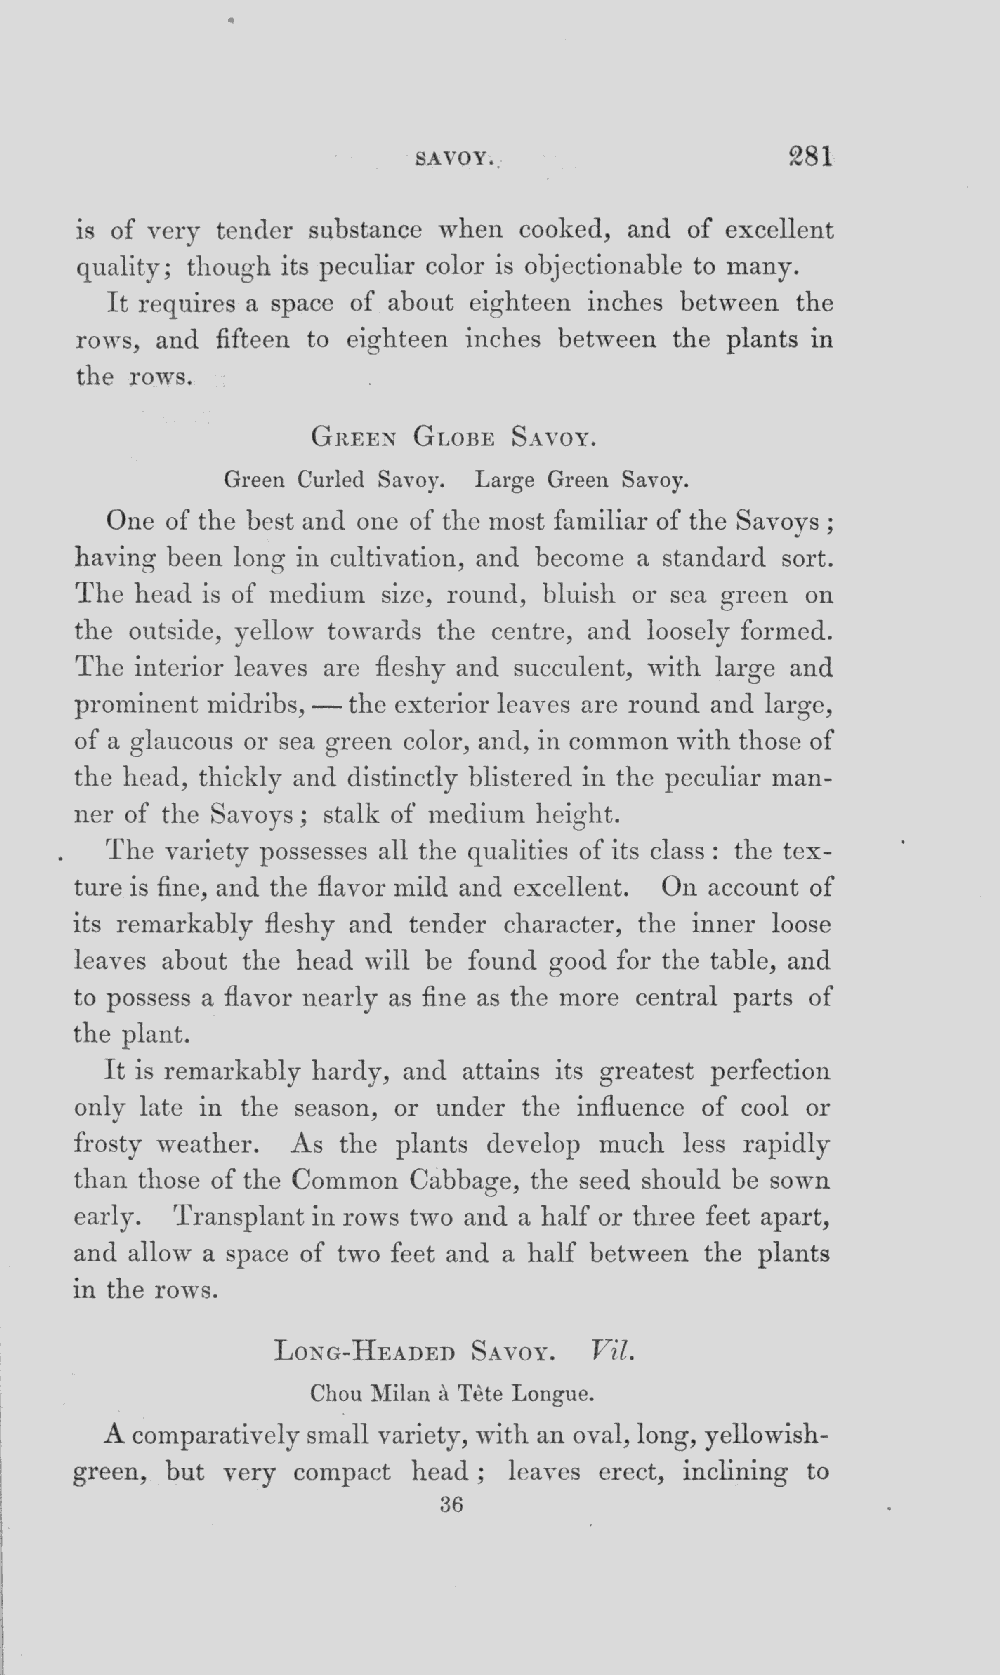 SAVOY. 281
is of very tender substance when cooked, and of excellent
quality; though its peculiar color is objectionable to many.
It requires a space of about eighteen inches between the
rows, and fifteen to eighteen inches between the plants in
the rows.
GREEN GLOBE SAVOY.
Green Curled Savoy. Large Green Savoy.
One of the best and one of the most familiar of the Savoys;
having been long in cultivation, and become a standard sort.
The head is of medium size, round, bluish or sea green on
the outside, yellow towards the centre, and loosely formed.
The interior leaves are fleshy and succulent, with large and
prominent midribs, — the exterior leaves are round and large,
of a glaucous or sea green color, and, in common with those of
the head, thickly and distinctly blistered in the peculiar man-
ner of the Savoys; stalk of medium height.
The variety possesses all the qualities of its class: the tex-
ture is fine, and the flavor mild and excellent. On account of
its remarkably fleshy and tender character, the inner loose
leaves about the head will be found good for the table, and
to possess a flavor nearly as fine as the more central parts of
the plant.
It is remarkably hardy, and attains its greatest perfection
only late in the season, or under the influence of cool or
frosty weather. As the plants develop much less rapidly
than those of the Common Cabbage, the seed should be sown
early. Transplant in rows two and a half or three feet apart,
and allow a space of two feet and a half between the plants
in the rows.
LONG-HEADED SAVOY. Vil.
Chou Milan à Tête Longue.
A comparatively small variety, with an oval, long, yellowish-
green, but very compact head; leaves erect, inclining to
36